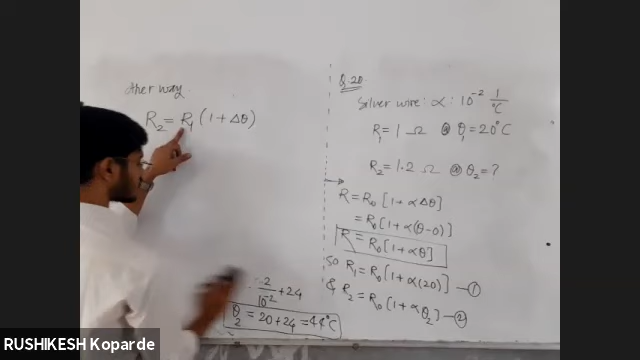 Other way
R₂ = R₁ (1 + Δθ)
-2
10⁻² + 24
θ₂ = 20 + 24 = 44°C
Q.20
Silver wire: α: 10⁻² 1/°C
R₁ = 1 Ω @ θ₁ = 20°C
R₂ = 1.2 Ω @ θ₂ = ?
→ R = R₀ [1 + αΔθ]
= R₀ [1 + α(θ-0)]
R = R₀ [1 + αθ]
so R₁ = R₀ [1 + α(20)] — ①
& R₂ = R₀ [1 + αθ₂] — ②
RUSHIKESH Koparde